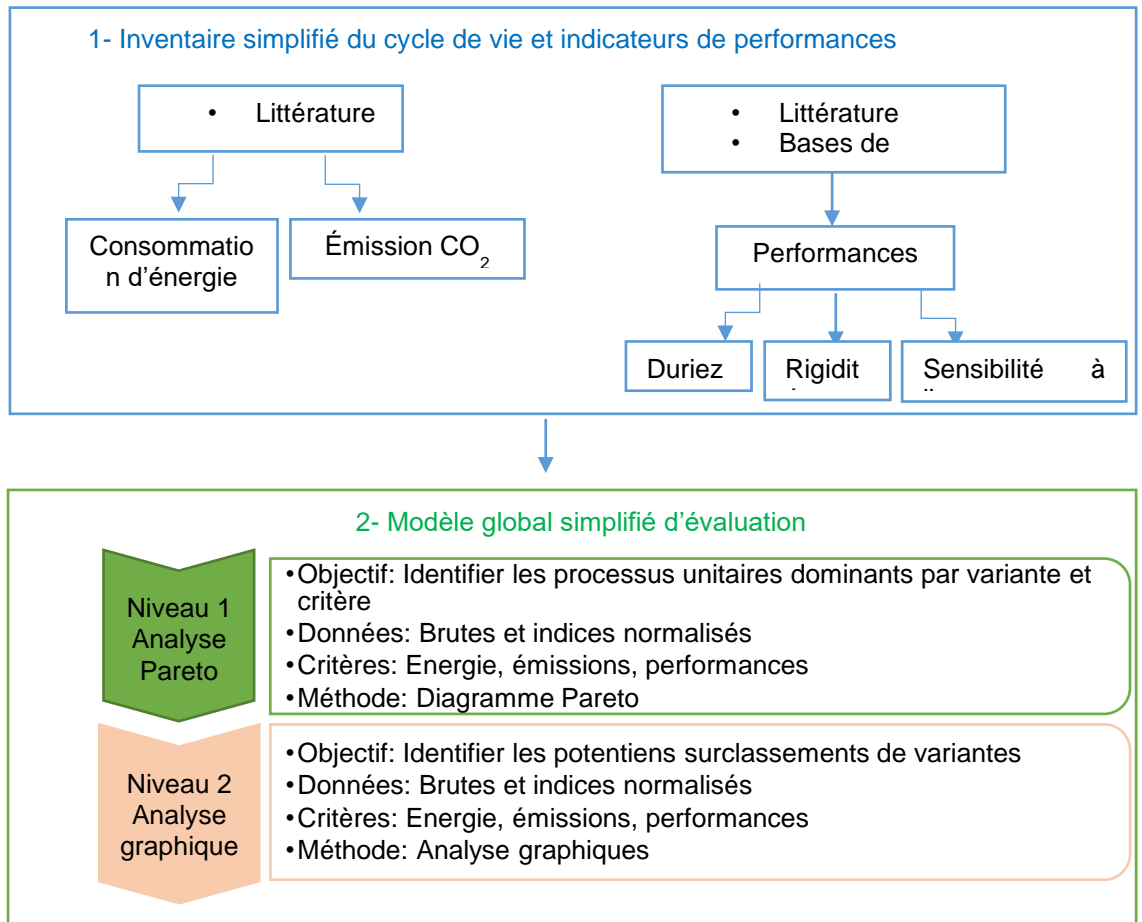 1- Inventaire simplifié du cycle de vie et indicateurs de performances
• Littérature
Consommatio
n d'énergie
Émission CO2
• Littérature
• Bases de
Performances
Duriez
Rigidit
Sensibilité à
2- Modèle global simplifié d'évaluation
Niveau 1
Analyse
Pareto
•Objectif: Identifier les processus unitaires dominants par variante et
critère
•Données: Brutes et indices normalisés
•Critères: Energie, émissions, performances
•Méthode: Diagramme Pareto
Niveau 2
Analyse
graphique
•Objectif: Identifier les potentiens surclassements de variantes
•Données: Brutes et indices normalisés
•Critères: Energie, émissions, performances
•Méthode: Analyse graphiques